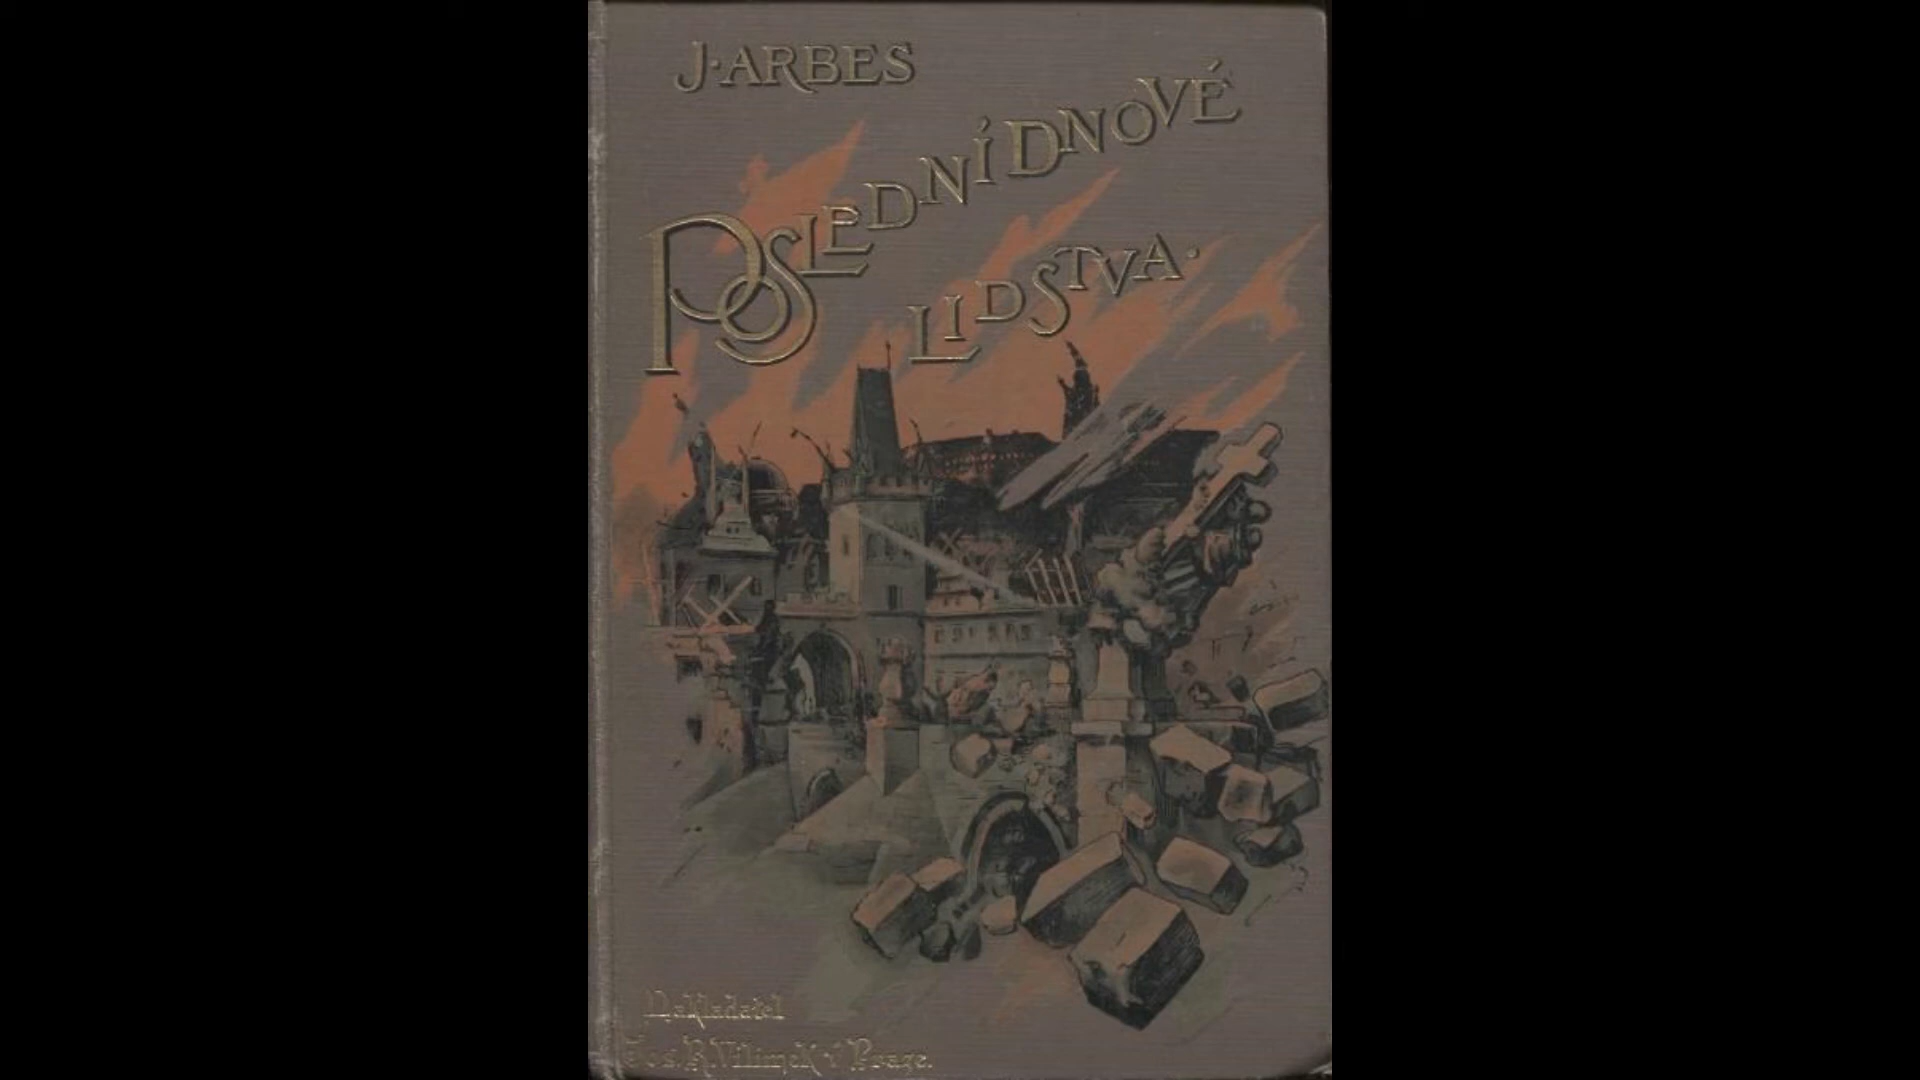 J. ARBES
POSLEDNÍ DNOVÉ
LIDSTVA.
Nakladatel
Jos. R. Vilímek v Praze.